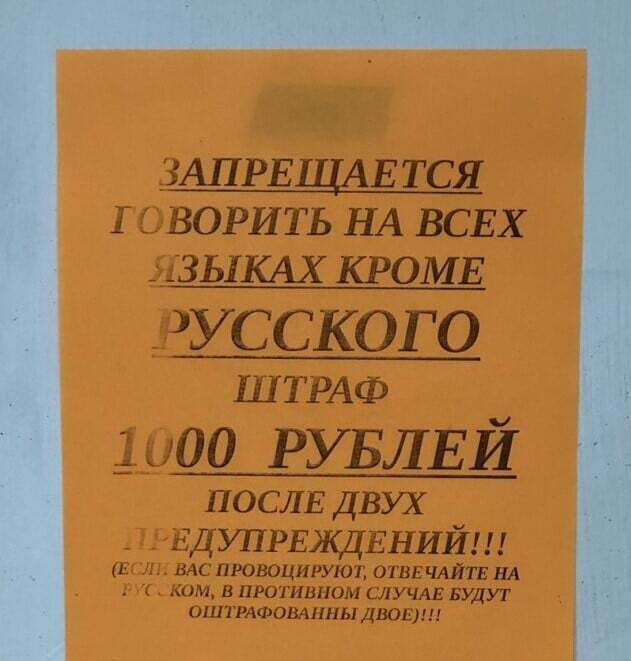 ЗАПРЕЩАЕТСЯ
ГОВОРИТЬ НА ВСЕХ
ЯЗЫКАХ КРОМЕ
РУССКОГО
ШТРАФ
1000 РУБЛЕЙ
ПОСЛЕ ДВУХ
ПРЕДУПРЕЖДЕНИЙ!!!
(ЕСЛИ ВАС ПРОВОЦИРУЮТ, ОТВЕЧАЙТЕ НА
РУССКОМ, В ПРОТИВНОМ СЛУЧАЕ БУДУТ
ОШТРАФОВАННЫ ДВОЕ)!!!